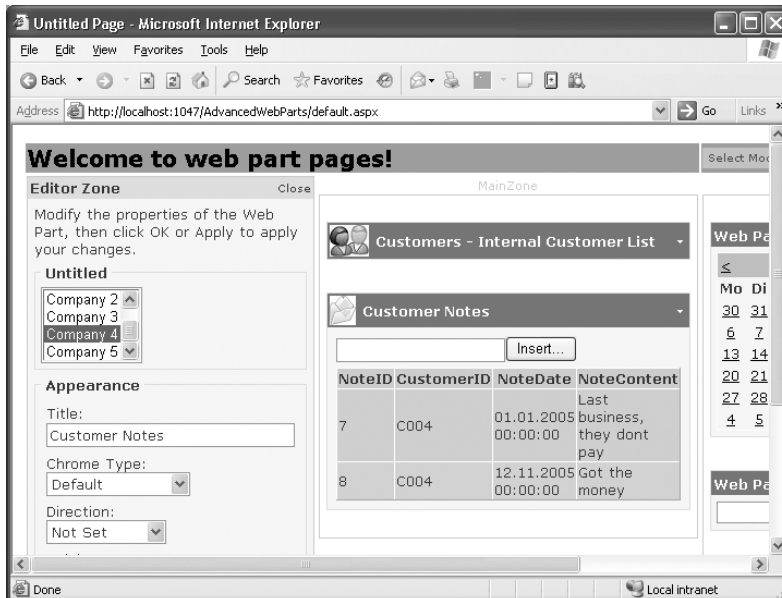 Untitled Page - Microsoft Internet Explorer
File Edit View Favorites Tools Help
Back Search Favorites
Address http://localhost:1047/AdvancedWebParts/default.aspx Go Links
Welcome to web part pages!
Select Mod
Editor Zone Close
Modify the properties of the Web
Part, then click OK or Apply to apply
your changes.
Untitled
Company 2
Company 3
Company 4
Company 5
Appearance
Title:
Customer Notes
Chrome Type:
Default
Direction:
Not Set
MainZone
Customers - Internal Customer List
Customer Notes
Insert...
NoteID CustomerID NoteDate NoteContent
7 C004 01.01.2005 00:00:00 Last business, they dont pay
8 C004 12.11.2005 00:00:00 Got the money
Web Pa
<
Mo Di
30 31
6 7
13 14
20 21
27 28
4 5
Web Pa
Done Local intranet